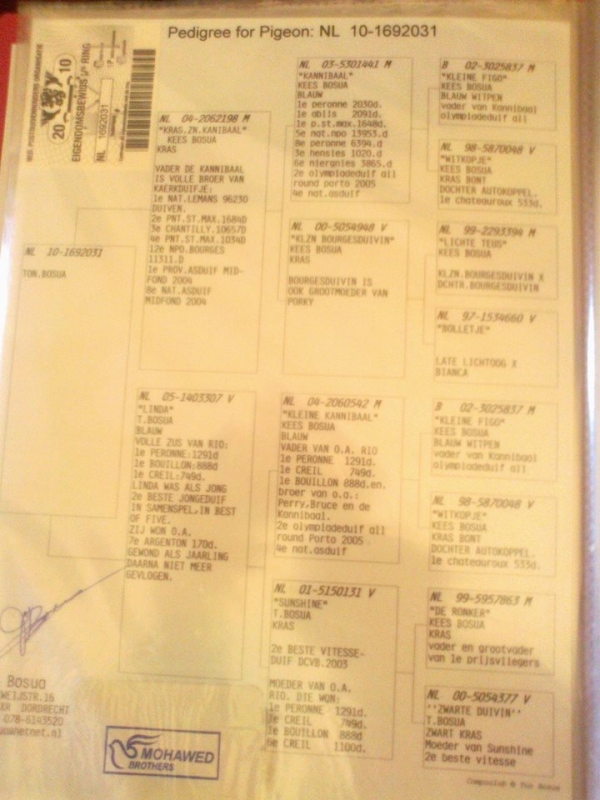 Pedigree for Pigeon: NL 10-1692031
EIGENDOMSBEWIJS
RING
20 10
NL 1692031
NL 10-1692031
TON.BOSUA
NL 04-2062198 M
"KRAS.ZN.KANIBAAL"
KEES BOSUA
KRAS
VADER DE KANNIBAAL
IS VOLLE BROER VAN
KAERKDUIFJE:
1e NAT.LEMANS 9623D
DUIVEN.
2e PNT.ST.MAX.1684D
3e CHANTILLY.10657D
4e PNT.ST.MAX.1034D
12e NPO.BOURGES
11311.D
1e PROV.ASDUIF MID-
FOND 2004
8e NAT.ASDUIF
MIDFOND 2004
NL 05-1403307 V
"LINDA"
T.BOSUA
BLAUW
VOLLE ZUS VAN RIO:
1e PERONNE:1291d
1e BOUILLON:888d
1e CREIL:749d.
LINDA WAS ALS JONG
2e BESTE JONGEDUIF
IN SAMENSPEL,IN BEST
OF FIVE.
ZIJ WON O.A.
7e ARGENTON 170d.
GEWOND ALS JAARLING
DAARNA NIET MEER
GEVLOGEN.
NL 03-5301441 M
"KANNIBAAL"
KEES BOSUA
BLAUW
1e peronne 2030d.
1e ablis 2091d.
1e p.st.max.1648d.
5e nat.npo 13953.d
8e peronne 6394.d
3e hensies 1020.d
6e niergnies 3865.d
2e olympiadeduif all
round porto 2005
4e nat.asduif
NL 00-5054948 V
"KLZN BOURGESDUIVIN"
KEES BOSUA
KRAS
BOURGESDUIVIN IS
OOK GROOTMOEDER VAN
PORKY
NL 04-2060542 M
"KLEINE KANNIBAAL"
KEES BOSUA
BLAUW
VADER VAN O.A. RIO
1e PERONNE 1291d.
1e CREIL 749d.
1e BOUILLON 888d.en.
broer van o.a.:
Perry,Bruce en de
Kannibaal.
2e olympiadeduif all
round Porto 2005
4e nat.asduif
NL 01-5150131 V
"SUNSHINE"
T.BOSUA
KRAS
2e BESTE VITESSE-
DUIF DCVB.2003
MOEDER VAN O.A.
RIO. DIE WON.
1e PERONNE 1291d.
CREIL 749d.
BOUILLON 888d
CREIL 1100d.
B 02-3025837 M
"KLEINE FIGO"
KEES BOSUA
BLAUW WITPEN
vader van Kannibaal
olympiadeduif all
NL 98-5870048 V
"WITKOPJE"
KEES BOSUA
KRAS BONT
DOCHTER AUTOKOPPEL.
1e chateauroux 533d.
NL 99-2293394 M
"LICHTE TEUS"
KEES BOSUA
KLZN.BOURGESDUIVIN X
DCHTR.BOURGESDUIVIN
NL 97-1534660 V
"BOLLETJE"
LATE LICHTOOG X
BIANCA
B 02-3025837 M
"KLEINE FIGO"
KEES BOSUA
BLAUW WITPEN
vader van Kannibaal
olympiadeduif all
NL 98-5870048 V
"WITKOPJE"
KEES BOSUA
KRAS BONT
DOCHTER AUTOKOPPEL.
1e chateauroux 533d.
NL 99-5957863 M
"DE RONKER"
KEES BOSUA
KRAS
vader en grootvader
van 1e prijsvliegers
NL 00-5054377 V
''ZWARTE DUIVIN''
T.BOSUA
ZWART KRAS
Moeder van Sunshine
2e beste vitesse
Bosua
WEIJSTR.16
DORDRECHT
078-6143520
MOHAWED
BROTHERS